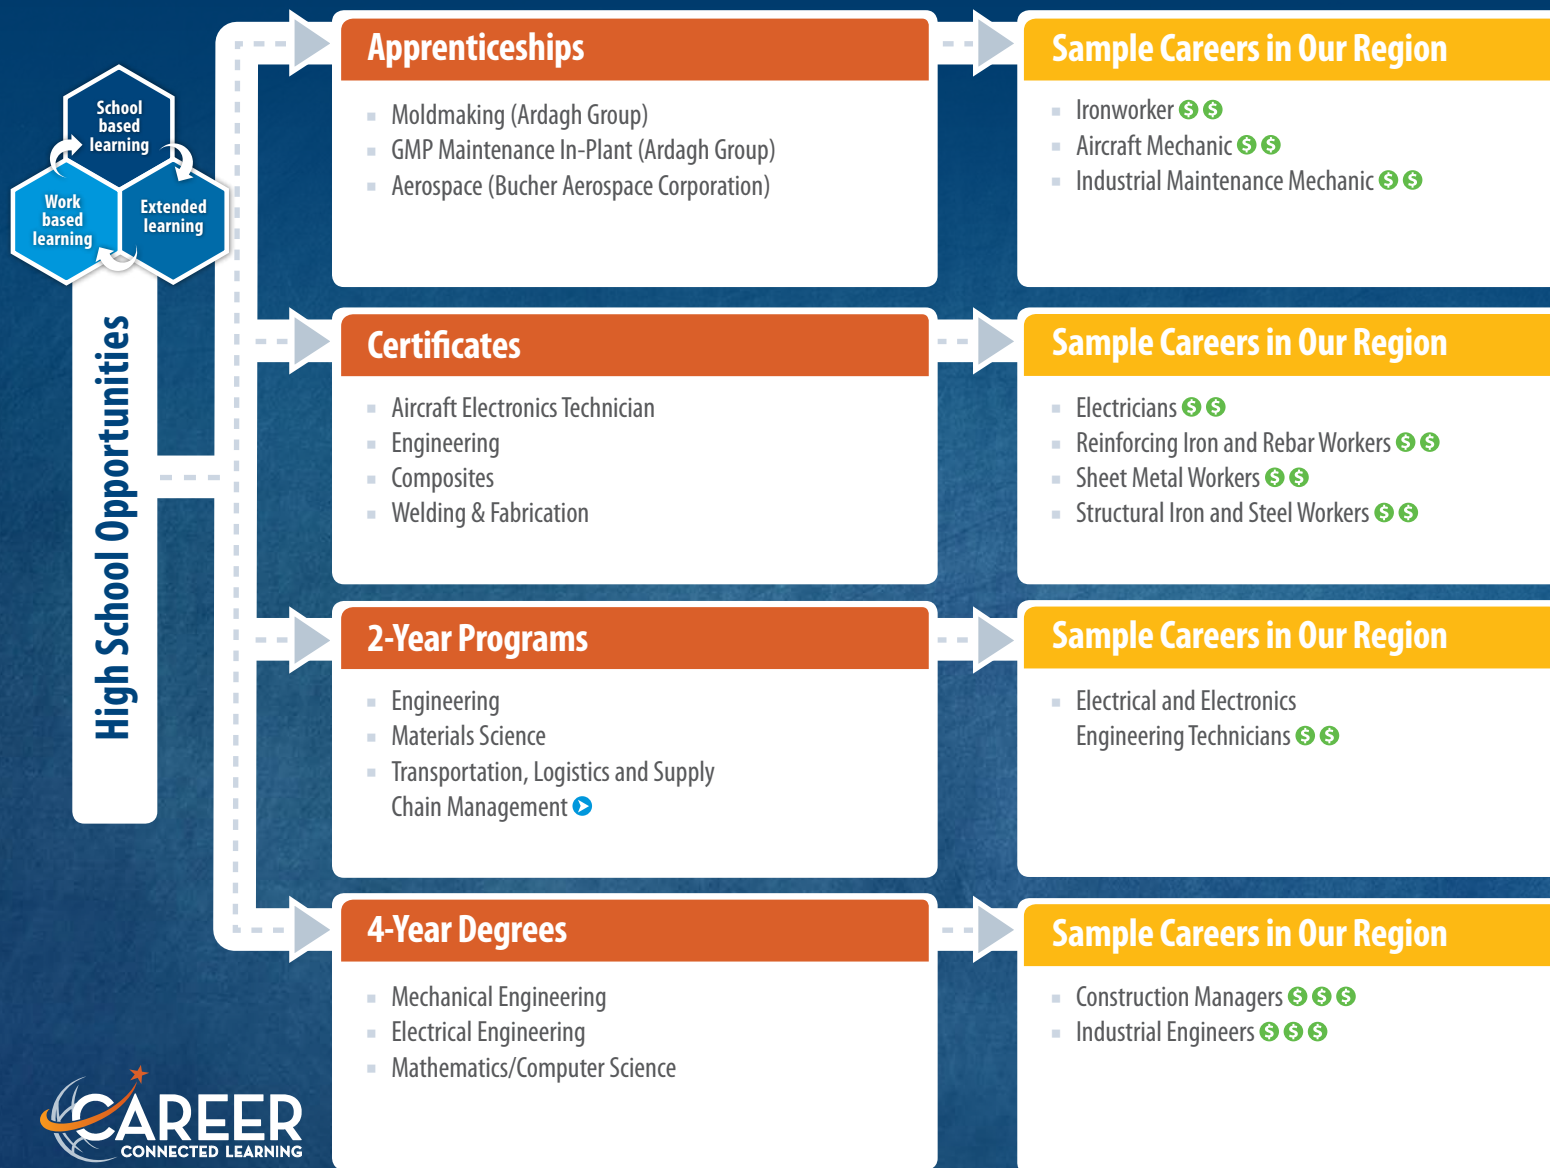 School
based
learning
Work
based
learning
Extended
learning
High School Opportunities
Apprenticeships
Moldmaking (Ardagh Group)
GMP Maintenance In-Plant (Ardagh Group)
Aerospace (Bucher Aerospace Corporation)
Sample Careers in Our Region
Ironworker $ $
Aircraft Mechanic $ $
Industrial Maintenance Mechanic $ $
Certificates
Aircraft Electronics Technician
Engineering
Composites
Welding & Fabrication
Sample Careers in Our Region
Electricians $ $
Reinforcing Iron and Rebar Workers $ $
Sheet Metal Workers $ $
Structural Iron and Steel Workers $ $
2-Year Programs
Engineering
Materials Science
Transportation, Logistics and Supply
Chain Management
Sample Careers in Our Region
Electrical and Electronics
Engineering Technicians $ $
4-Year Degrees
Mechanical Engineering
Electrical Engineering
Mathematics/Computer Science
Sample Careers in Our Region
Construction Managers $ $ $
Industrial Engineers $ $ $
CAREER
CONNECTED LEARNING